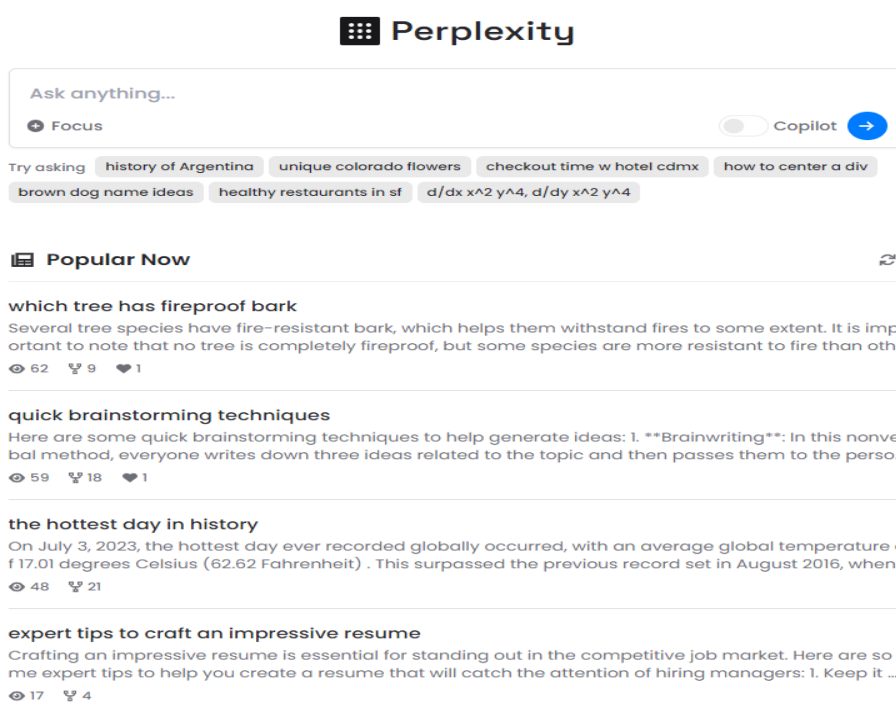 Perplexity
Ask anything...
Focus
Copilot
Try asking history of Argentina unique colorado flowers checkout time w hotel cdmx how to center a div
brown dog name ideas healthy restaurants in sf d/dx x^2 y^4, d/dy x^2 y^4
Popular Now
which tree has fireproof bark
Several tree species have fire-resistant bark, which helps them withstand fires to some extent. It is imp
ortant to note that no tree is completely fireproof, but some species are more resistant to fire than oth
62 9 1
quick brainstorming techniques
Here are some quick brainstorming techniques to help generate ideas: 1. **Brainwriting**: In this nonve
bal method, everyone writes down three ideas related to the topic and then passes them to the perso
59 18 1
the hottest day in history
On July 3, 2023, the hottest day ever recorded globally occurred, with an average global temperature
f 17.01 degrees Celsius (62.62 Fahrenheit) . This surpassed the previous record set in August 2016, when
48 21
expert tips to craft an impressive resume
Crafting an impressive resume is essential for standing out in the competitive job market. Here are so
me expert tips to help you create a resume that will catch the attention of hiring managers: 1. Keep it ...
17 4